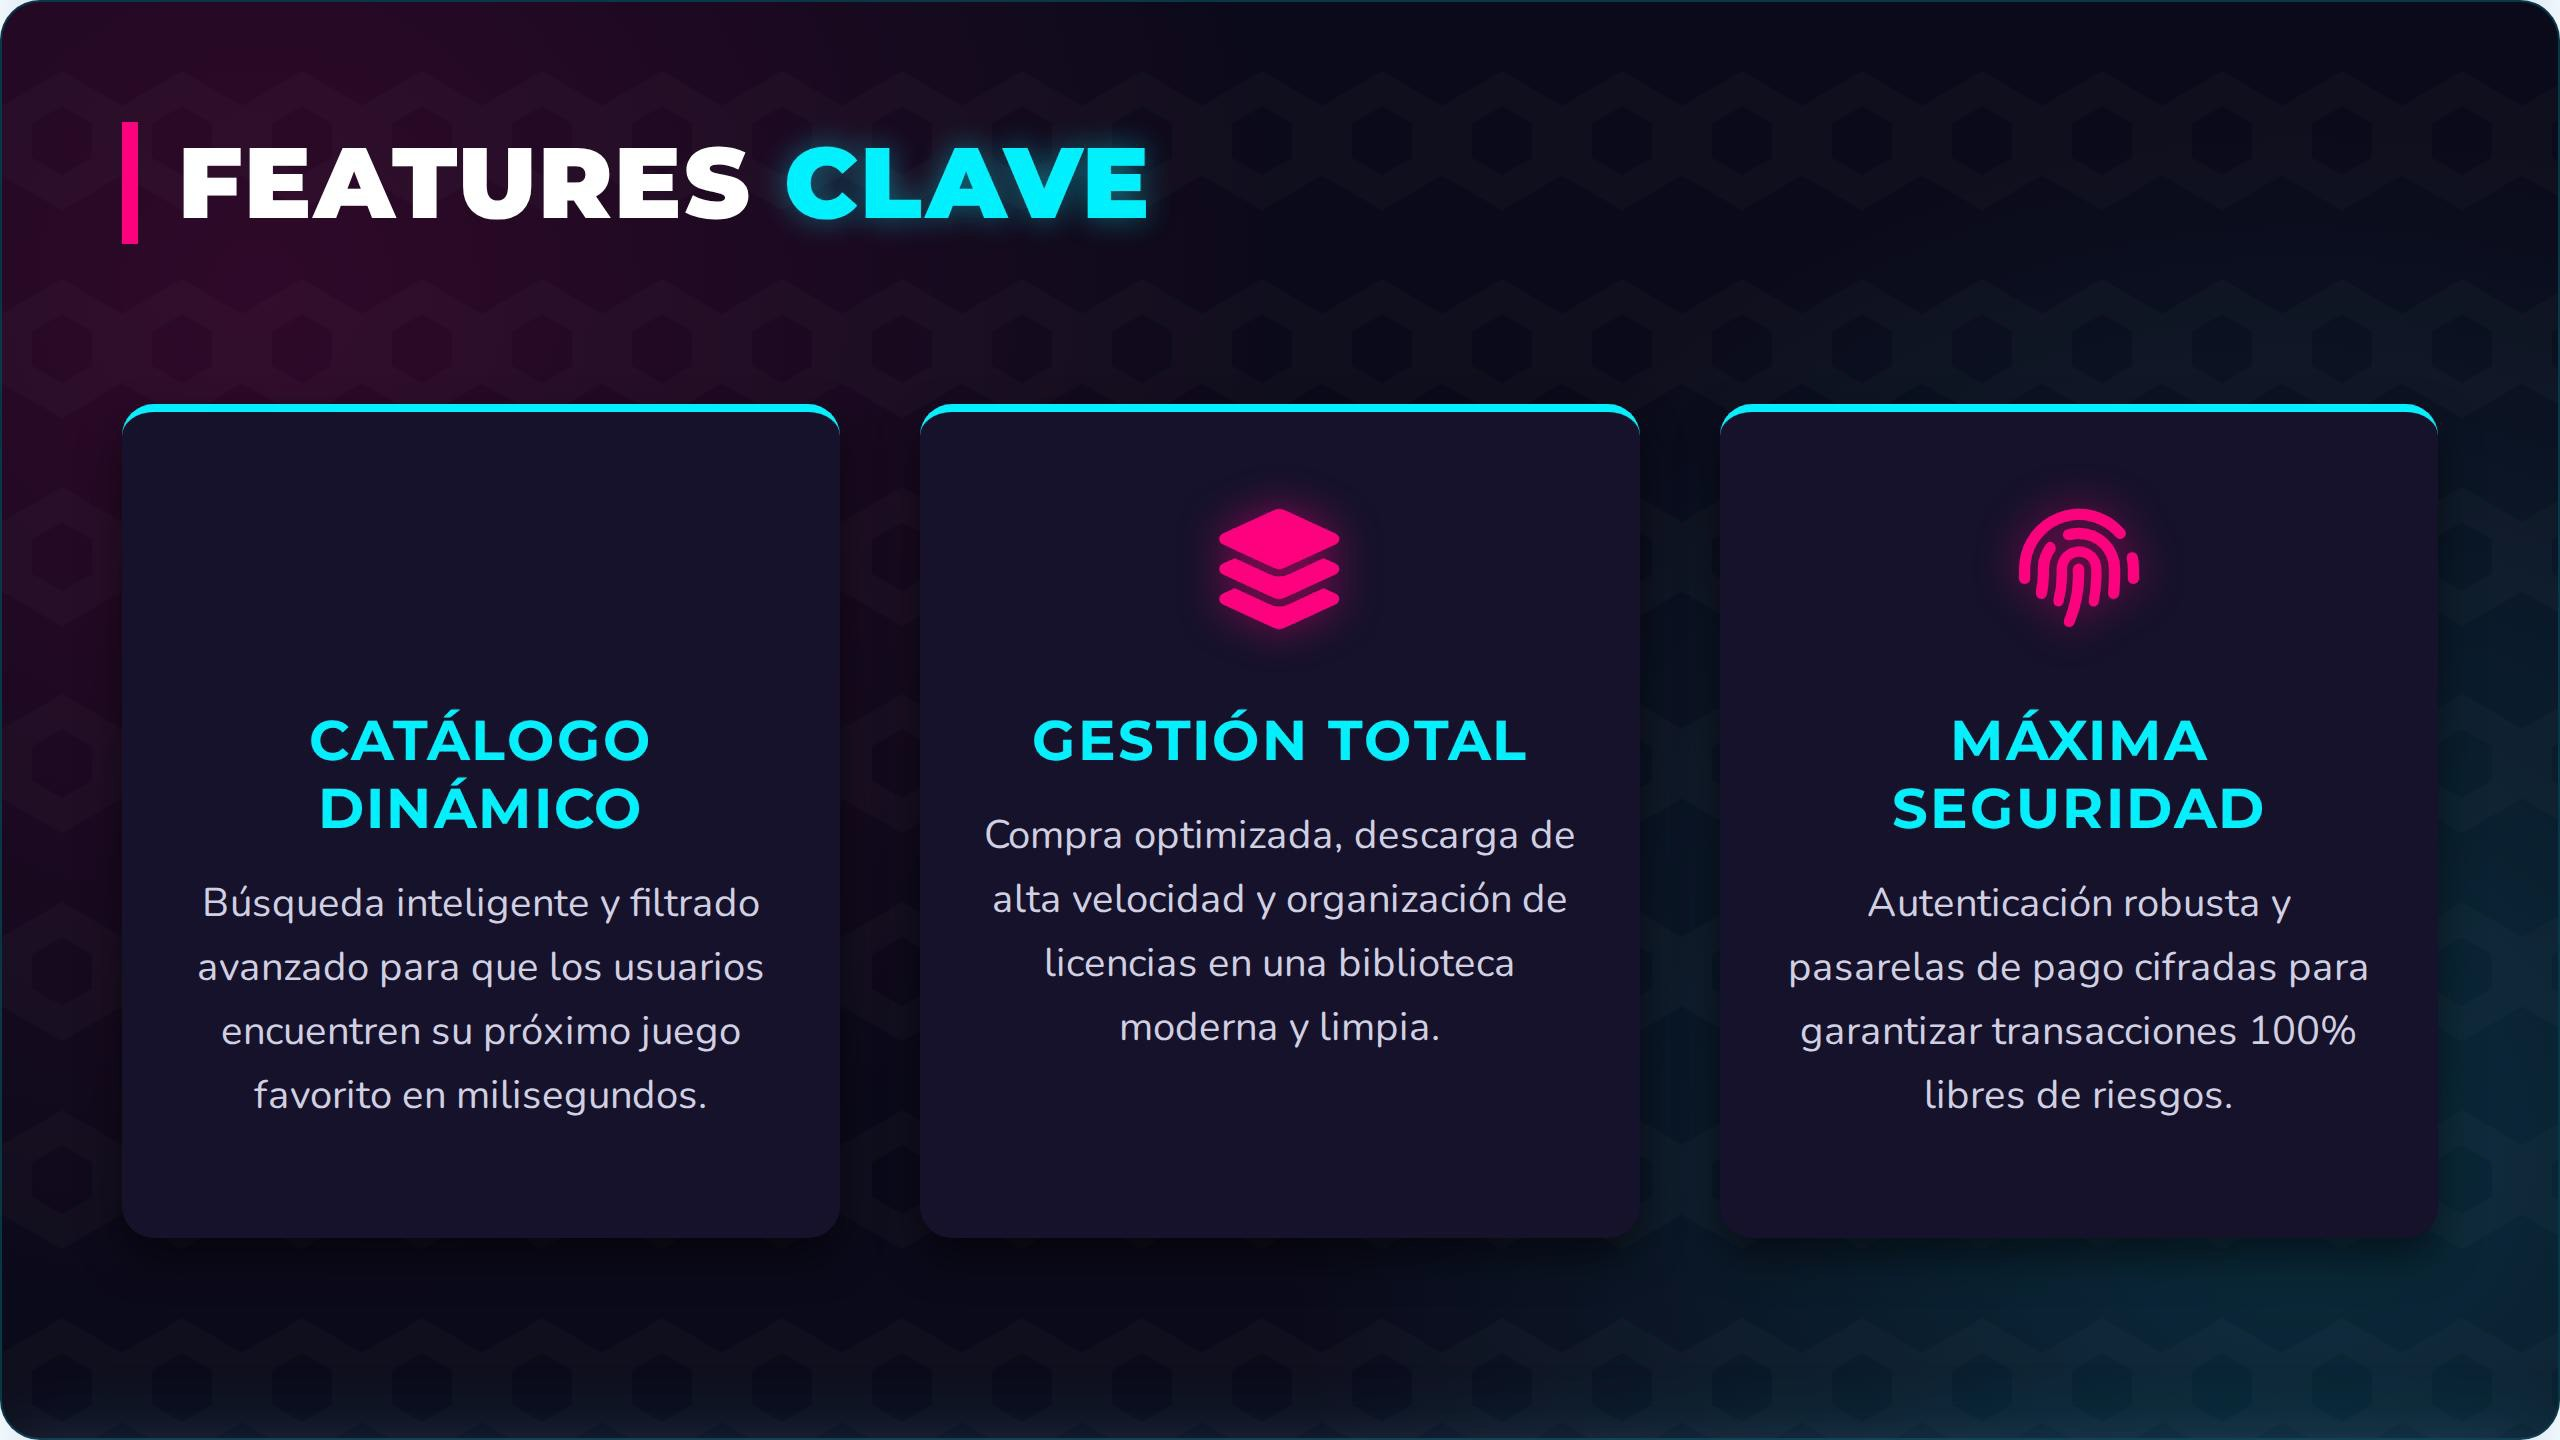 FEATURES CLAVE
CATÁLOGO
DINÁMICO
Búsqueda inteligente y filtrado
avanzado para que los usuarios
encuentren su próximo juego
favorito en milisegundos.
GESTIÓN TOTAL
Compra optimizada, descarga de
alta velocidad y organización de
licencias en una biblioteca
moderna y limpia.
MÁXIMA
SEGURIDAD
Autenticación robusta y
pasarelas de pago cifradas para
garantizar transacciones 100%
libres de riesgos.